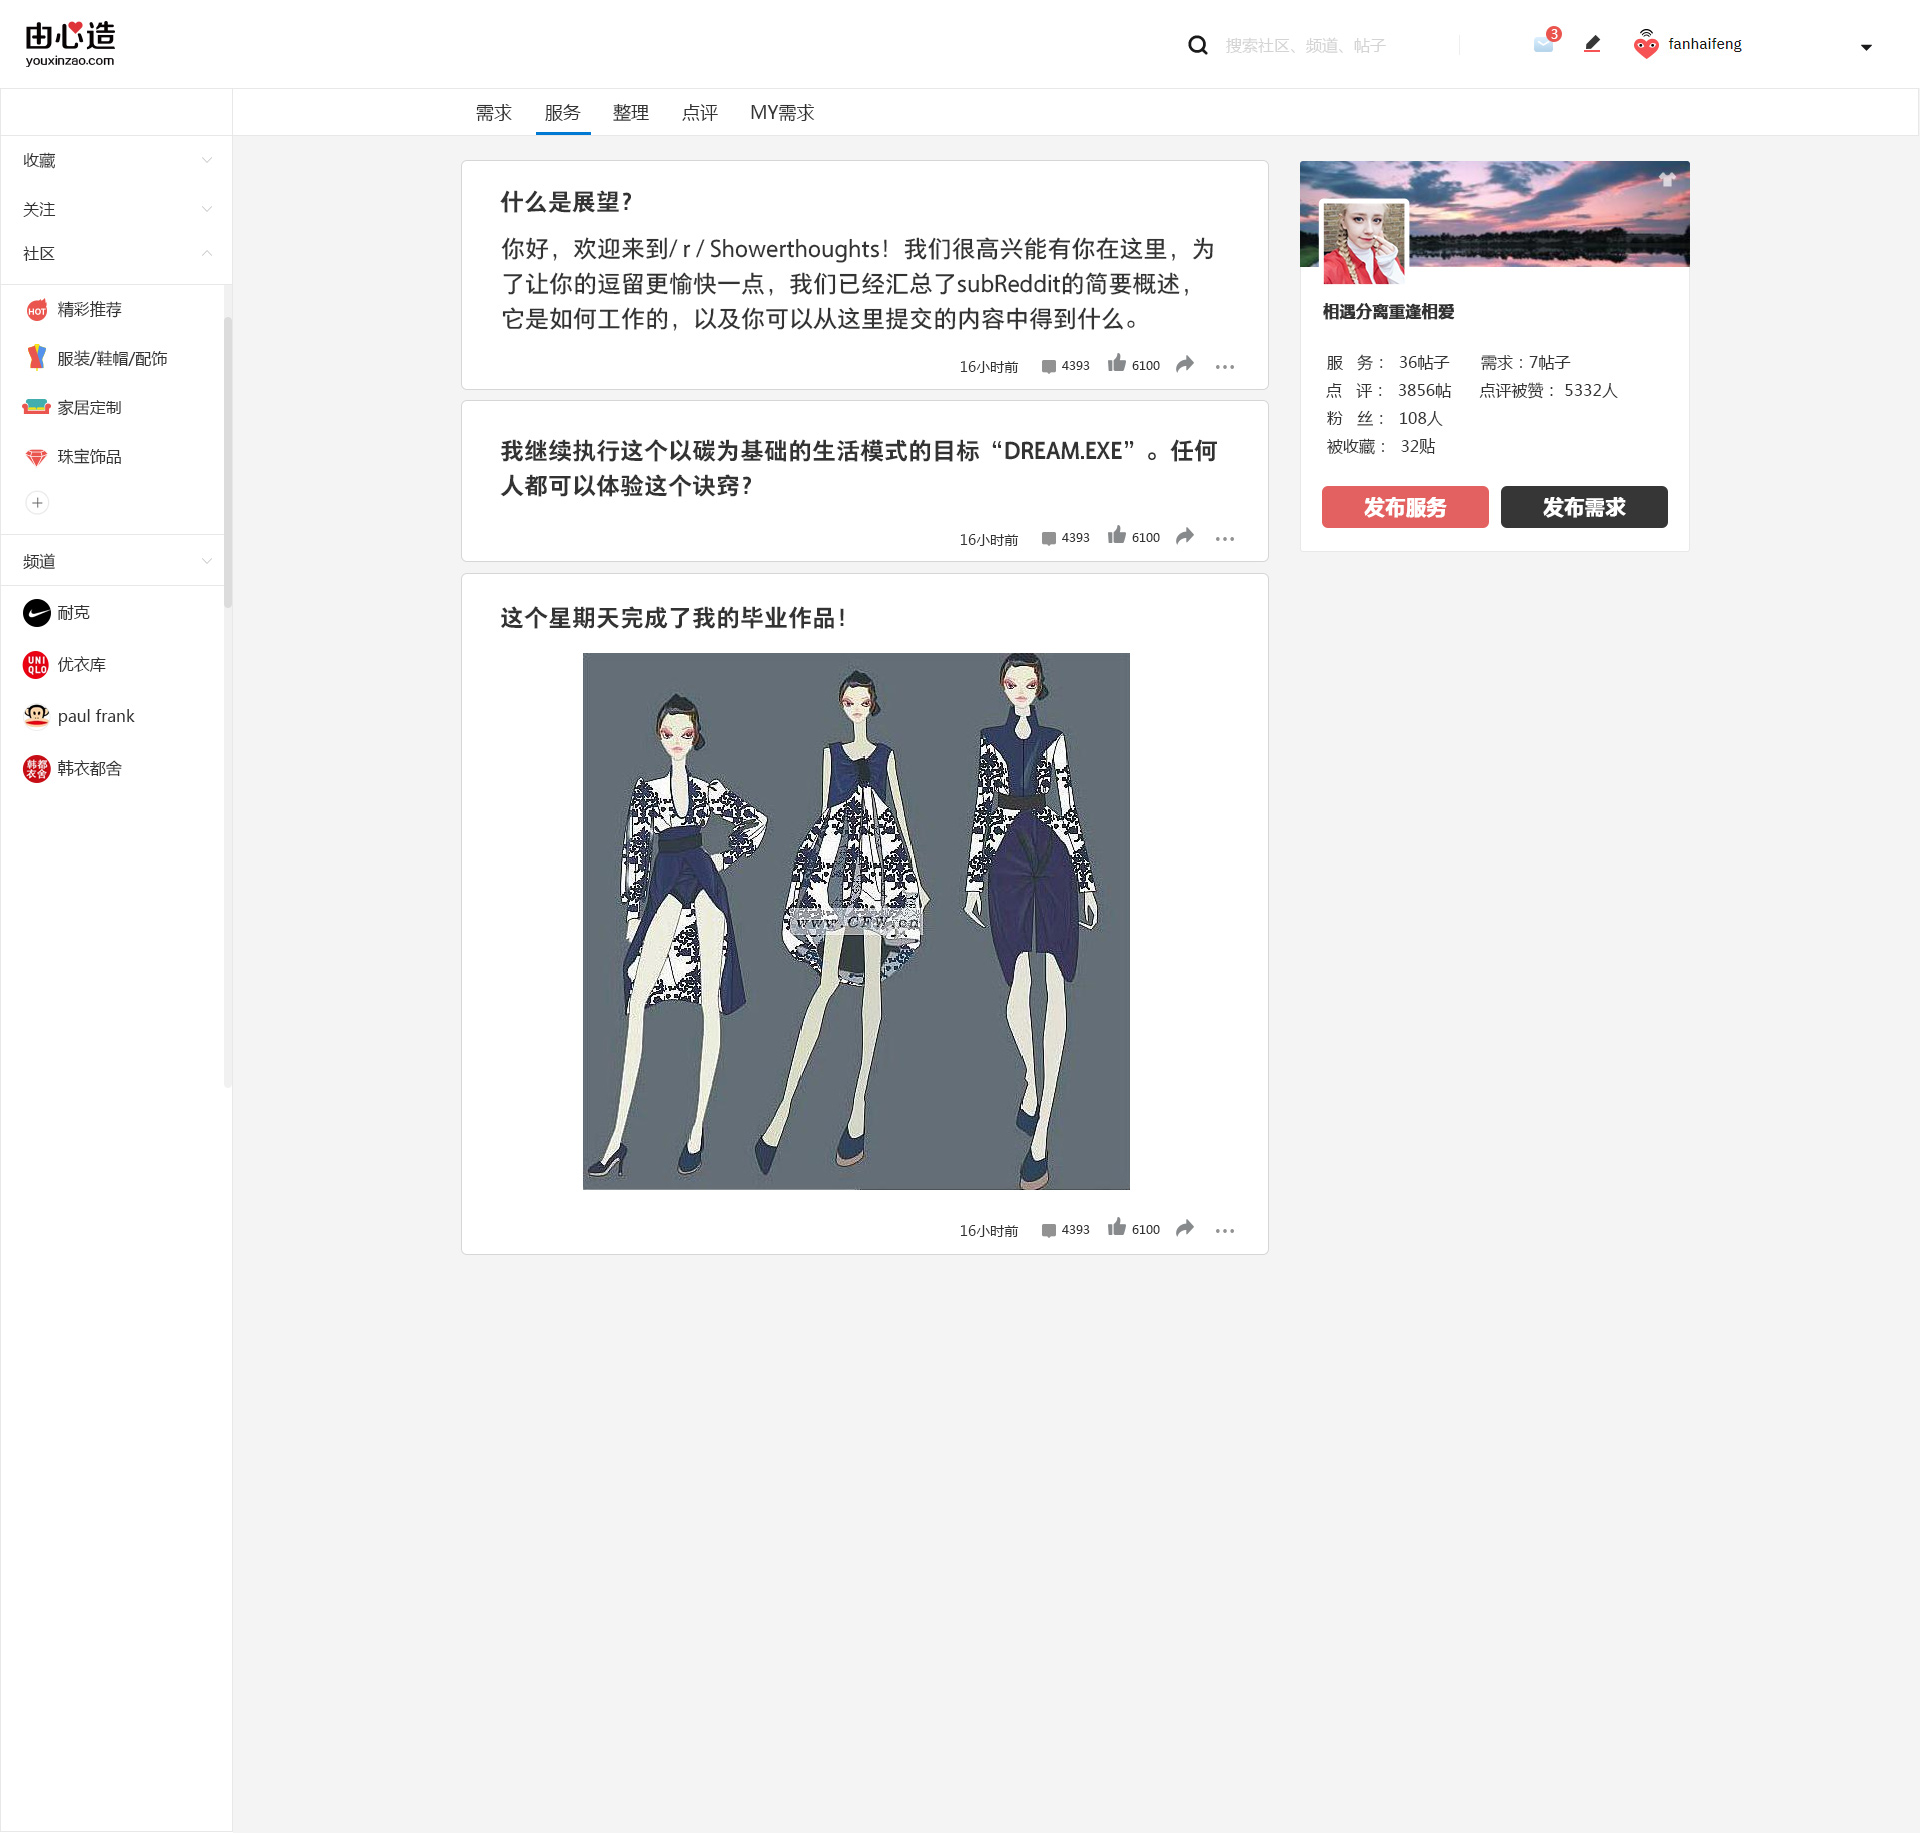 由心造
youxinzao.com
搜索社区、频道、帖子
3
fanhaifeng
需求
服务
整理
点评
MY需求
收藏
关注
社区
HOT
精彩推荐
服装/鞋帽/配饰
家居定制
珠宝饰品
频道
耐克
UNI
QLO
优衣库
paul frank
韩都
衣舍
韩衣都舍
什么是展望？
你好，欢迎来到/ r / Showerthoughts！我们很高兴能有你在这里，为
了让你的逗留更愉快一点，我们已经汇总了subReddit的简要概述，
它是如何工作的，以及你可以从这里提交的内容中得到什么。
16小时前 4393 6100
我继续执行这个以碳为基础的生活模式的目标“DREAM.EXE”。任何
人都可以体验这个诀窍？
16小时前 4393 6100
这个星期天完成了我的毕业作品！
www.CFW.cn
16小时前 4393 6100
相遇分离重逢相爱
服 务： 36帖子 需求：7帖子
点 评： 3856帖 点评被赞： 5332人
粉 丝： 108人
被收藏： 32贴
发布服务
发布需求